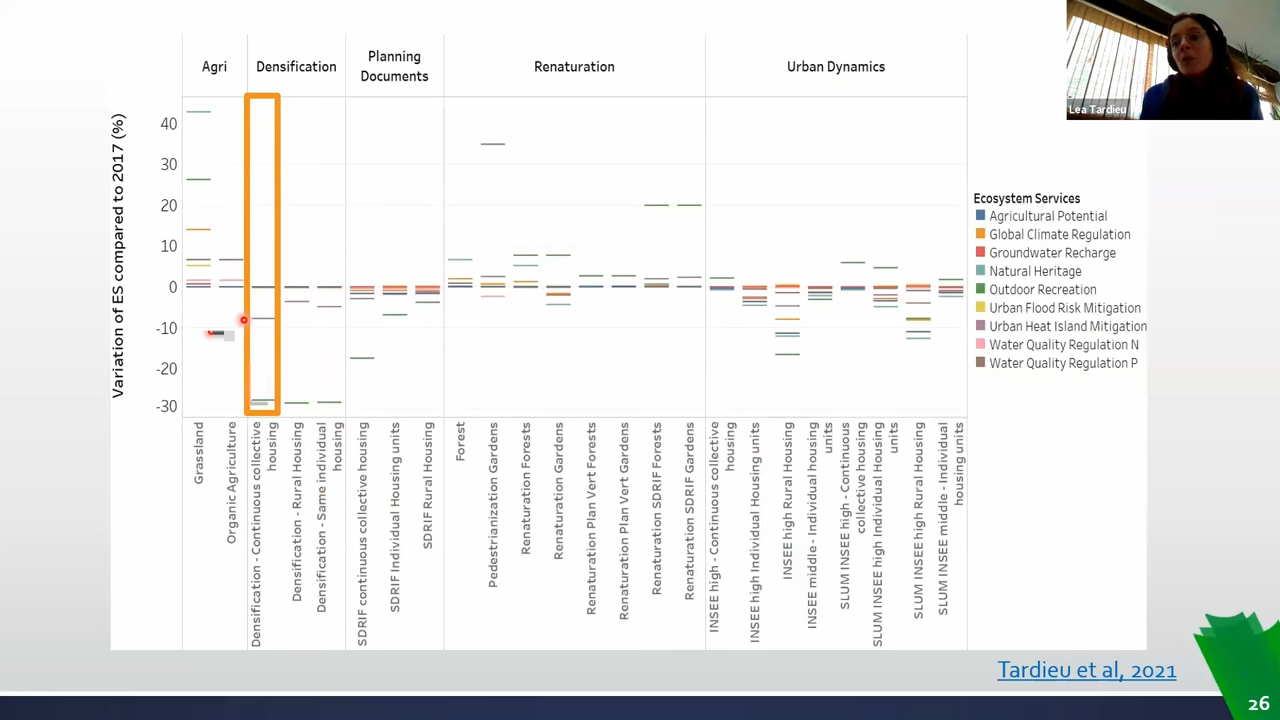 Lea Tardieu
Agri
Densification
Planning
Documents
Renaturation
Urban Dynamics
Variation of ES compared to 2017 (%)
40
30
20
10
0
-10
-20
-30
Ecosystem Services
Agricultural Potential
Global Climate Regulation
Groundwater Recharge
Natural Heritage
Outdoor Recreation
Urban Flood Risk Mitigation
Urban Heat Island Mitigation
Water Quality Regulation N
Water Quality Regulation P
Grassland
Organic Agriculture
Densification - Continuous collective
housing
Densification - Rural Housing
Densification - Same individual
housing
SDRIF continuous collective housing
SDRIF Individual Housing units
SDRIF Rural Housing
Forest
Pedestrianization Gardens
Renaturation Forests
Renaturation Gardens
Renaturation Plan Vert Forests
Renaturation Plan Vert Gardens
Renaturation SDRIF Forests
Renaturation SDRIF Gardens
INSEE high - Continuous collective
housing
INSEE high Individual Housing units
INSEE high Rural Housing
INSEE middle - Individual housing
units
SLUM INSEE high - Continuous
collective housing
SLUM INSEE high Individual Housing
units
SLUM INSEE high Rural Housing
SLUM INSEE middle - Individual
housing units
Tardieu et al, 2021
26